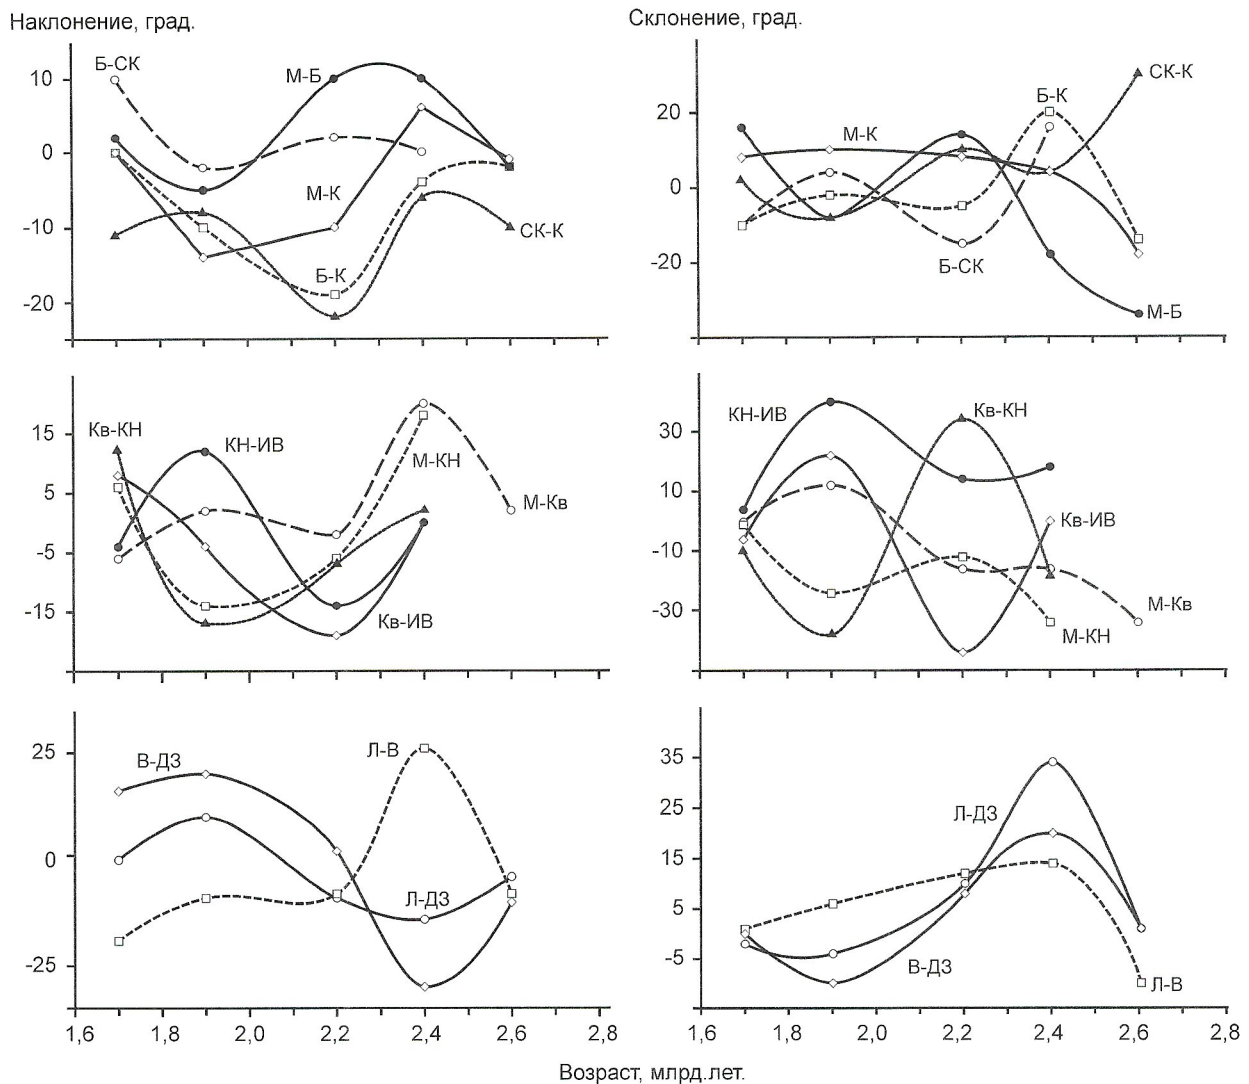 Наклонение, град.
Склонение, град.
Б-СК
М-Б
М-К
Б-К
СК-К
10
0
-10
-20
СК-К
Б-К
М-К
Б-СК
М-Б
20
0
-20
Кв-КН
КН-ИВ
М-КН
М-Кв
Кв-ИВ
15
5
-5
-15
КН-ИВ
Кв-КН
Кв-ИВ
М-Кв
М-КН
30
10
-10
-30
В-ДЗ
Л-В
Л-ДЗ
25
0
-25
1,6 1,8 2,0 2,2 2,4 2,6 2,8
Л-ДЗ
В-ДЗ
Л-В
35
25
15
5
-5
1,6 1,8 2,0 2,2 2,4 2,6 2,8
Возраст, млрд.лет.